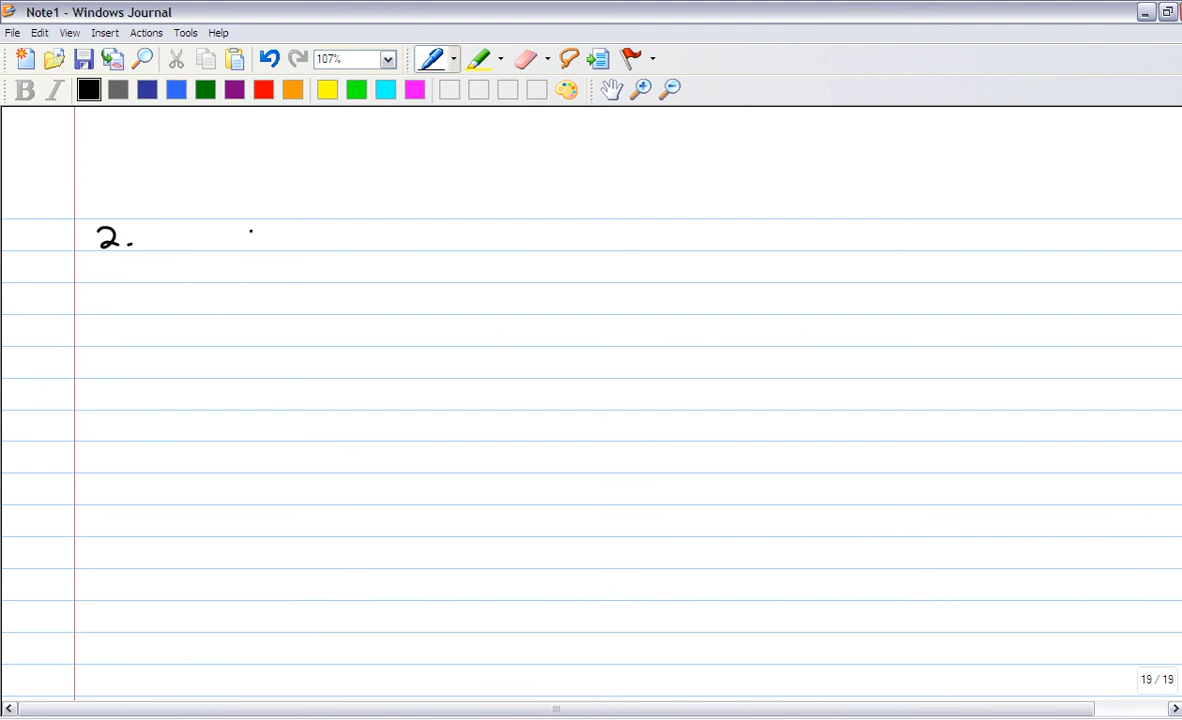 Note1 - Windows Journal
File Edit View Insert Actions Tools Help
107%
B I
2.
19 / 19